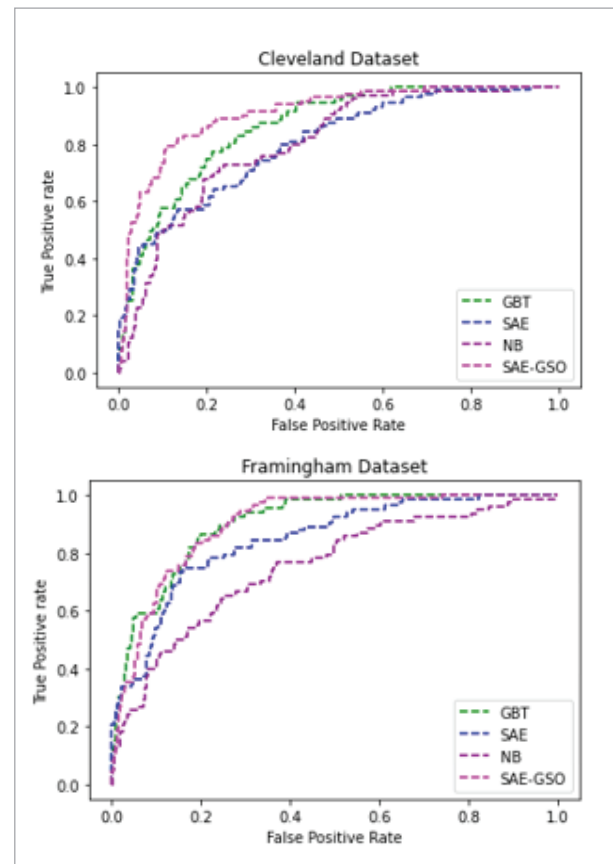 Cleveland Dataset
True Positive rate
1.0
0.8
0.6
0.4
0.2
0.0
GBT
SAE
NB
SAE-GSO
0.0 0.2 0.4 0.6 0.8 1.0
False Positive Rate
Framingham Dataset
True Positive rate
1.0
0.8
0.6
0.4
0.2
0.0
GBT
SAE
NB
SAE-GSO
0.0 0.2 0.4 0.6 0.8 1.0
False Positive Rate